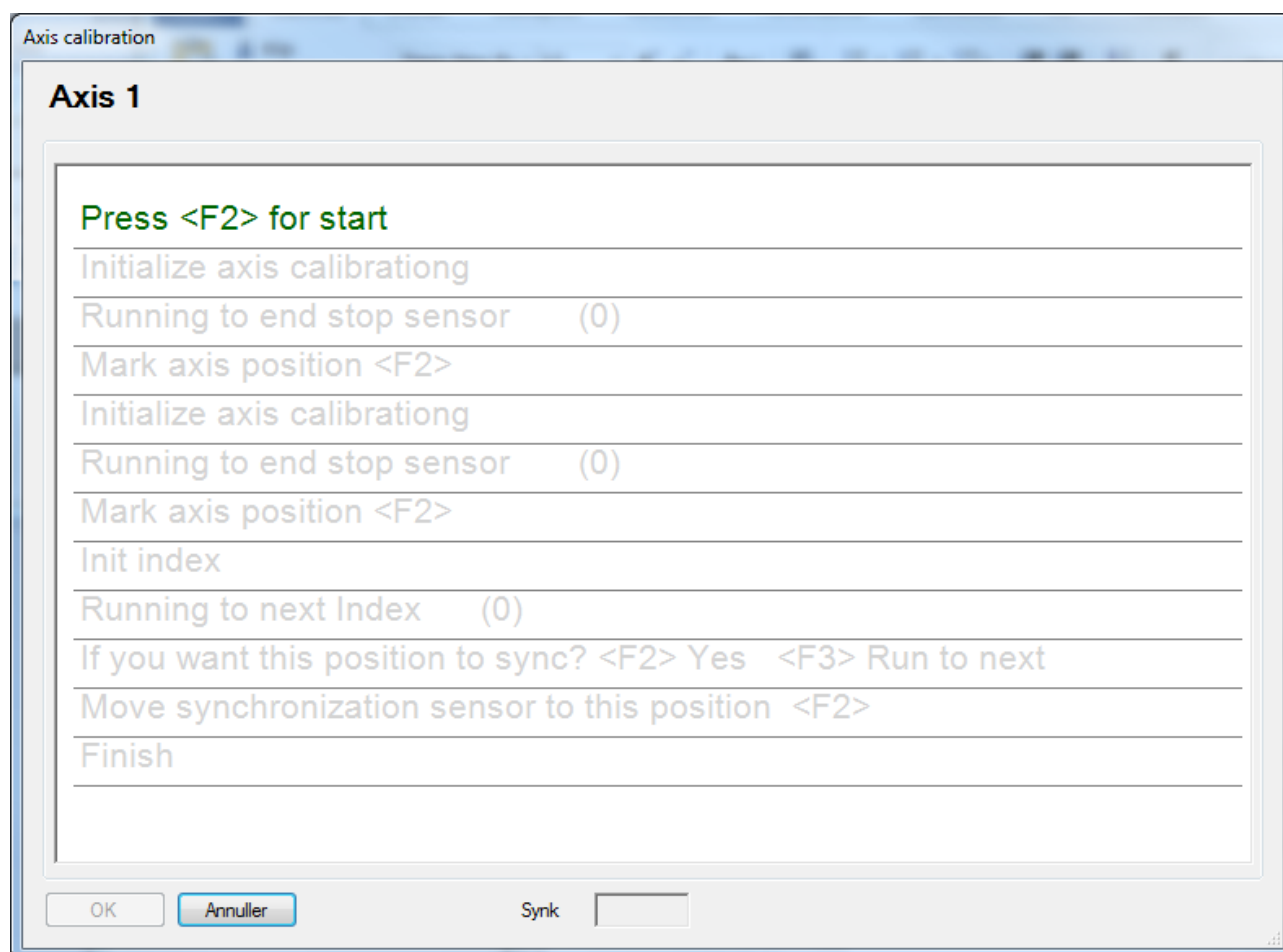 Axis calibration
Axis 1
Press <F2> for start
Initialize axis calibrationg
Running to end stop sensor (0)
Mark axis position <F2>
Initialize axis calibrationg
Running to end stop sensor (0)
Mark axis position <F2>
Init index
Running to next Index (0)
If you want this position to sync? <F2> Yes <F3> Run to next
Move synchronization sensor to this position <F2>
Finish
OK Annuller Synk